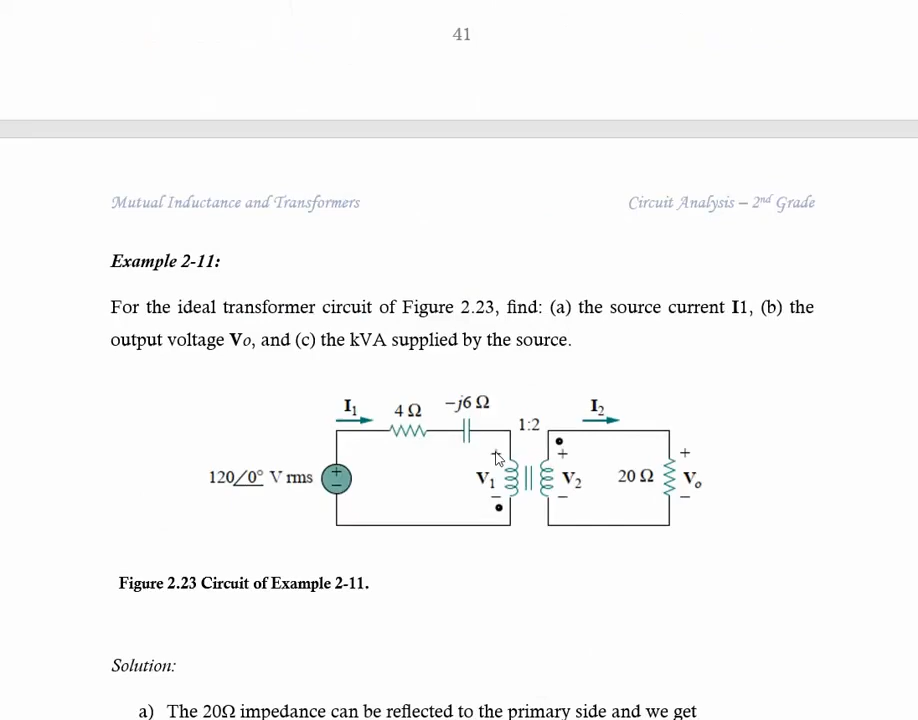 41
Mutual Inductance and Transformers
Circuit Analysis – 2nd Grade
Example 2-11:
For the ideal transformer circuit of Figure 2.23, find: (a) the source current I1, (b) the
output voltage Vo, and (c) the kVA supplied by the source.
I1 4 Ω −j6 Ω 1:2 I2
120/0° V rms + − + V1 − + V2 − 20 Ω + Vo −
Figure 2.23 Circuit of Example 2-11.
Solution:
a) The 20Ω impedance can be reflected to the primary side and we get